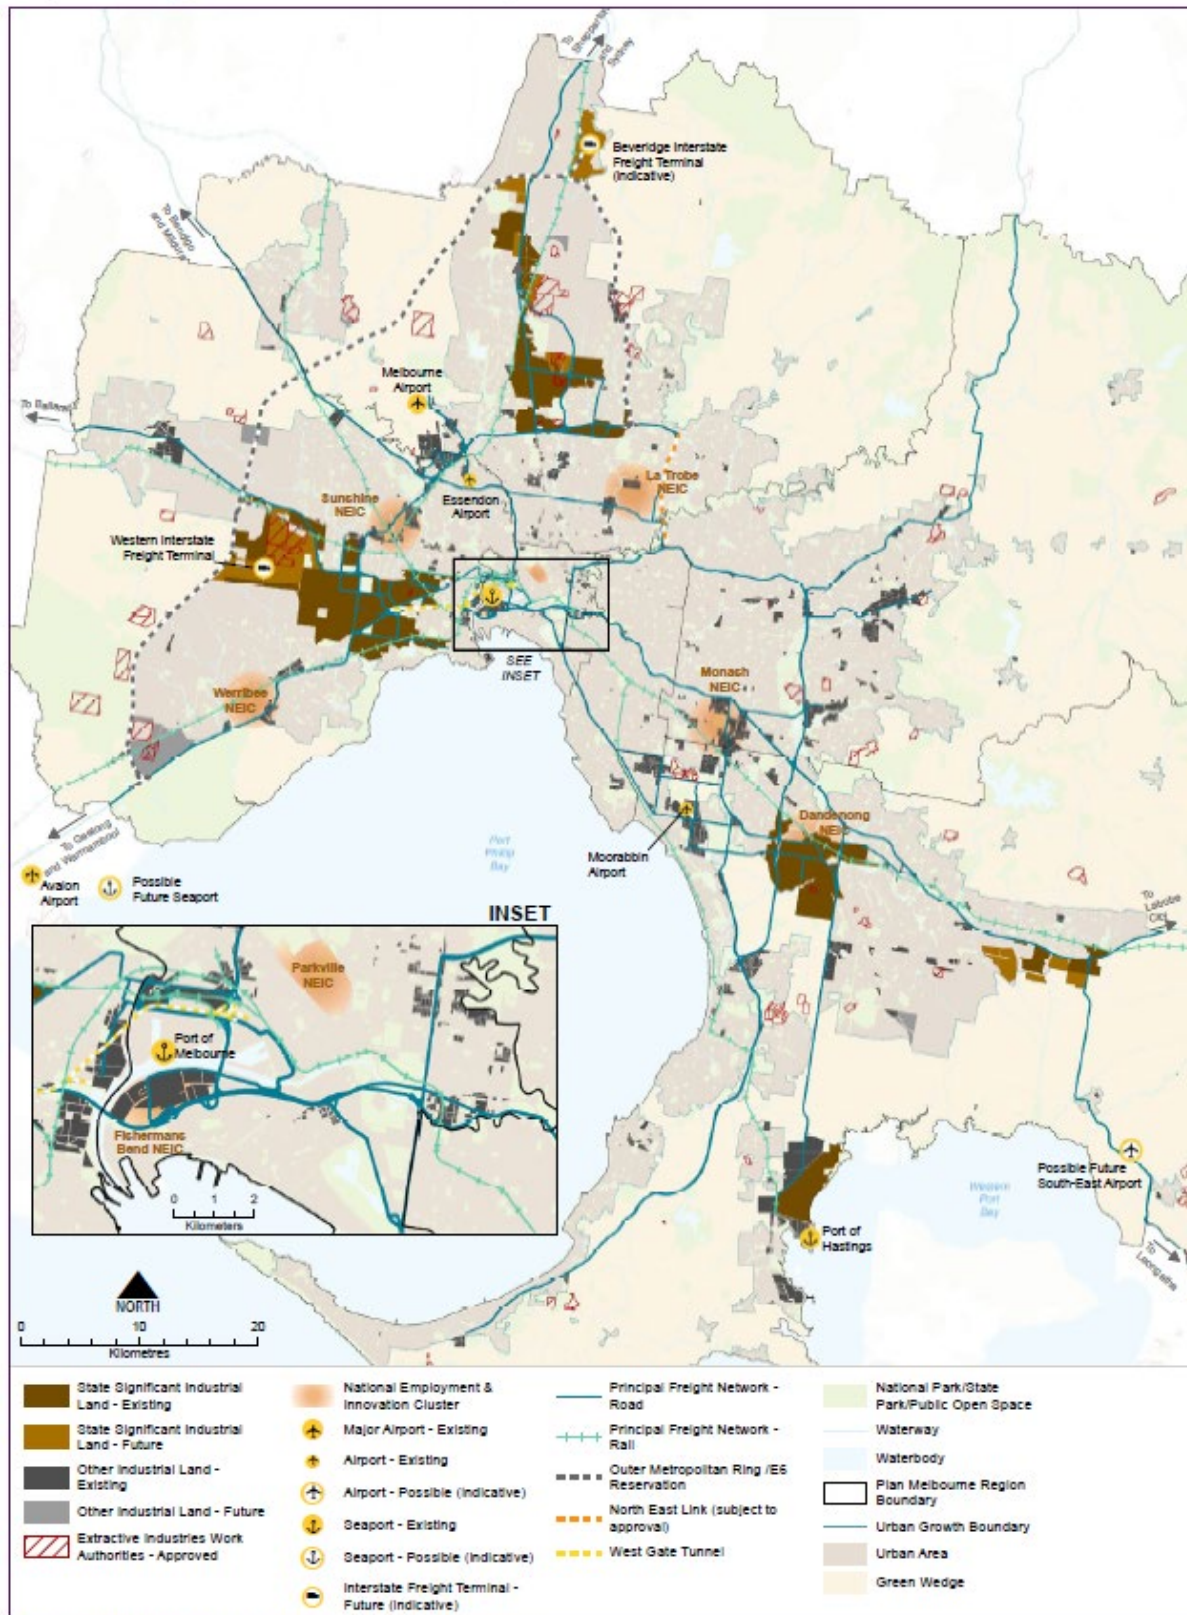 To
Shepparton
and
Sydney
Beveridge Interstate
Freight Terminal
(Indicative)
To Bendigo
and Mildura
Melbourne
Airport
To Ballarat
La Trobe
NEIC
Sunshine
NEIC
Essendon
Airport
Western Interstate
Freight Terminal
SEE
INSET
Monash
NEIC
Werribee
NEIC
Dandenong
NEIC
To Geelong
and Warrnambool
Port
Phillip
Bay
Moorabbin
Airport
Avalon
Airport
Possible
Future Seaport
To
Latrobe
City
INSET
Parkville
NEIC
Port of
Melbourne
Fishermans
Bend NEIC
0 1 2
Kilometers
Possible Future
South-East Airport
Western
Port
Bay
Port of
Hastings
To
Leongatha
NORTH
0 10 20
Kilometres
State Significant Industrial
Land - Existing
State Significant Industrial
Land - Future
Other Industrial Land -
Existing
Other Industrial Land - Future
Extractive Industries Work
Authorities - Approved
National Employment &
Innovation Cluster
Major Airport - Existing
Airport - Existing
Airport - Possible (Indicative)
Seaport - Existing
Seaport - Possible (Indicative)
Interstate Freight Terminal -
Future (Indicative)
Principal Freight Network -
Road
Principal Freight Network -
Rail
Outer Metropolitan Ring /E6
Reservation
North East Link (subject to
approval)
West Gate Tunnel
National Park/State
Park/Public Open Space
Waterway
Waterbody
Plan Melbourne Region
Boundary
Urban Growth Boundary
Urban Area
Green Wedge